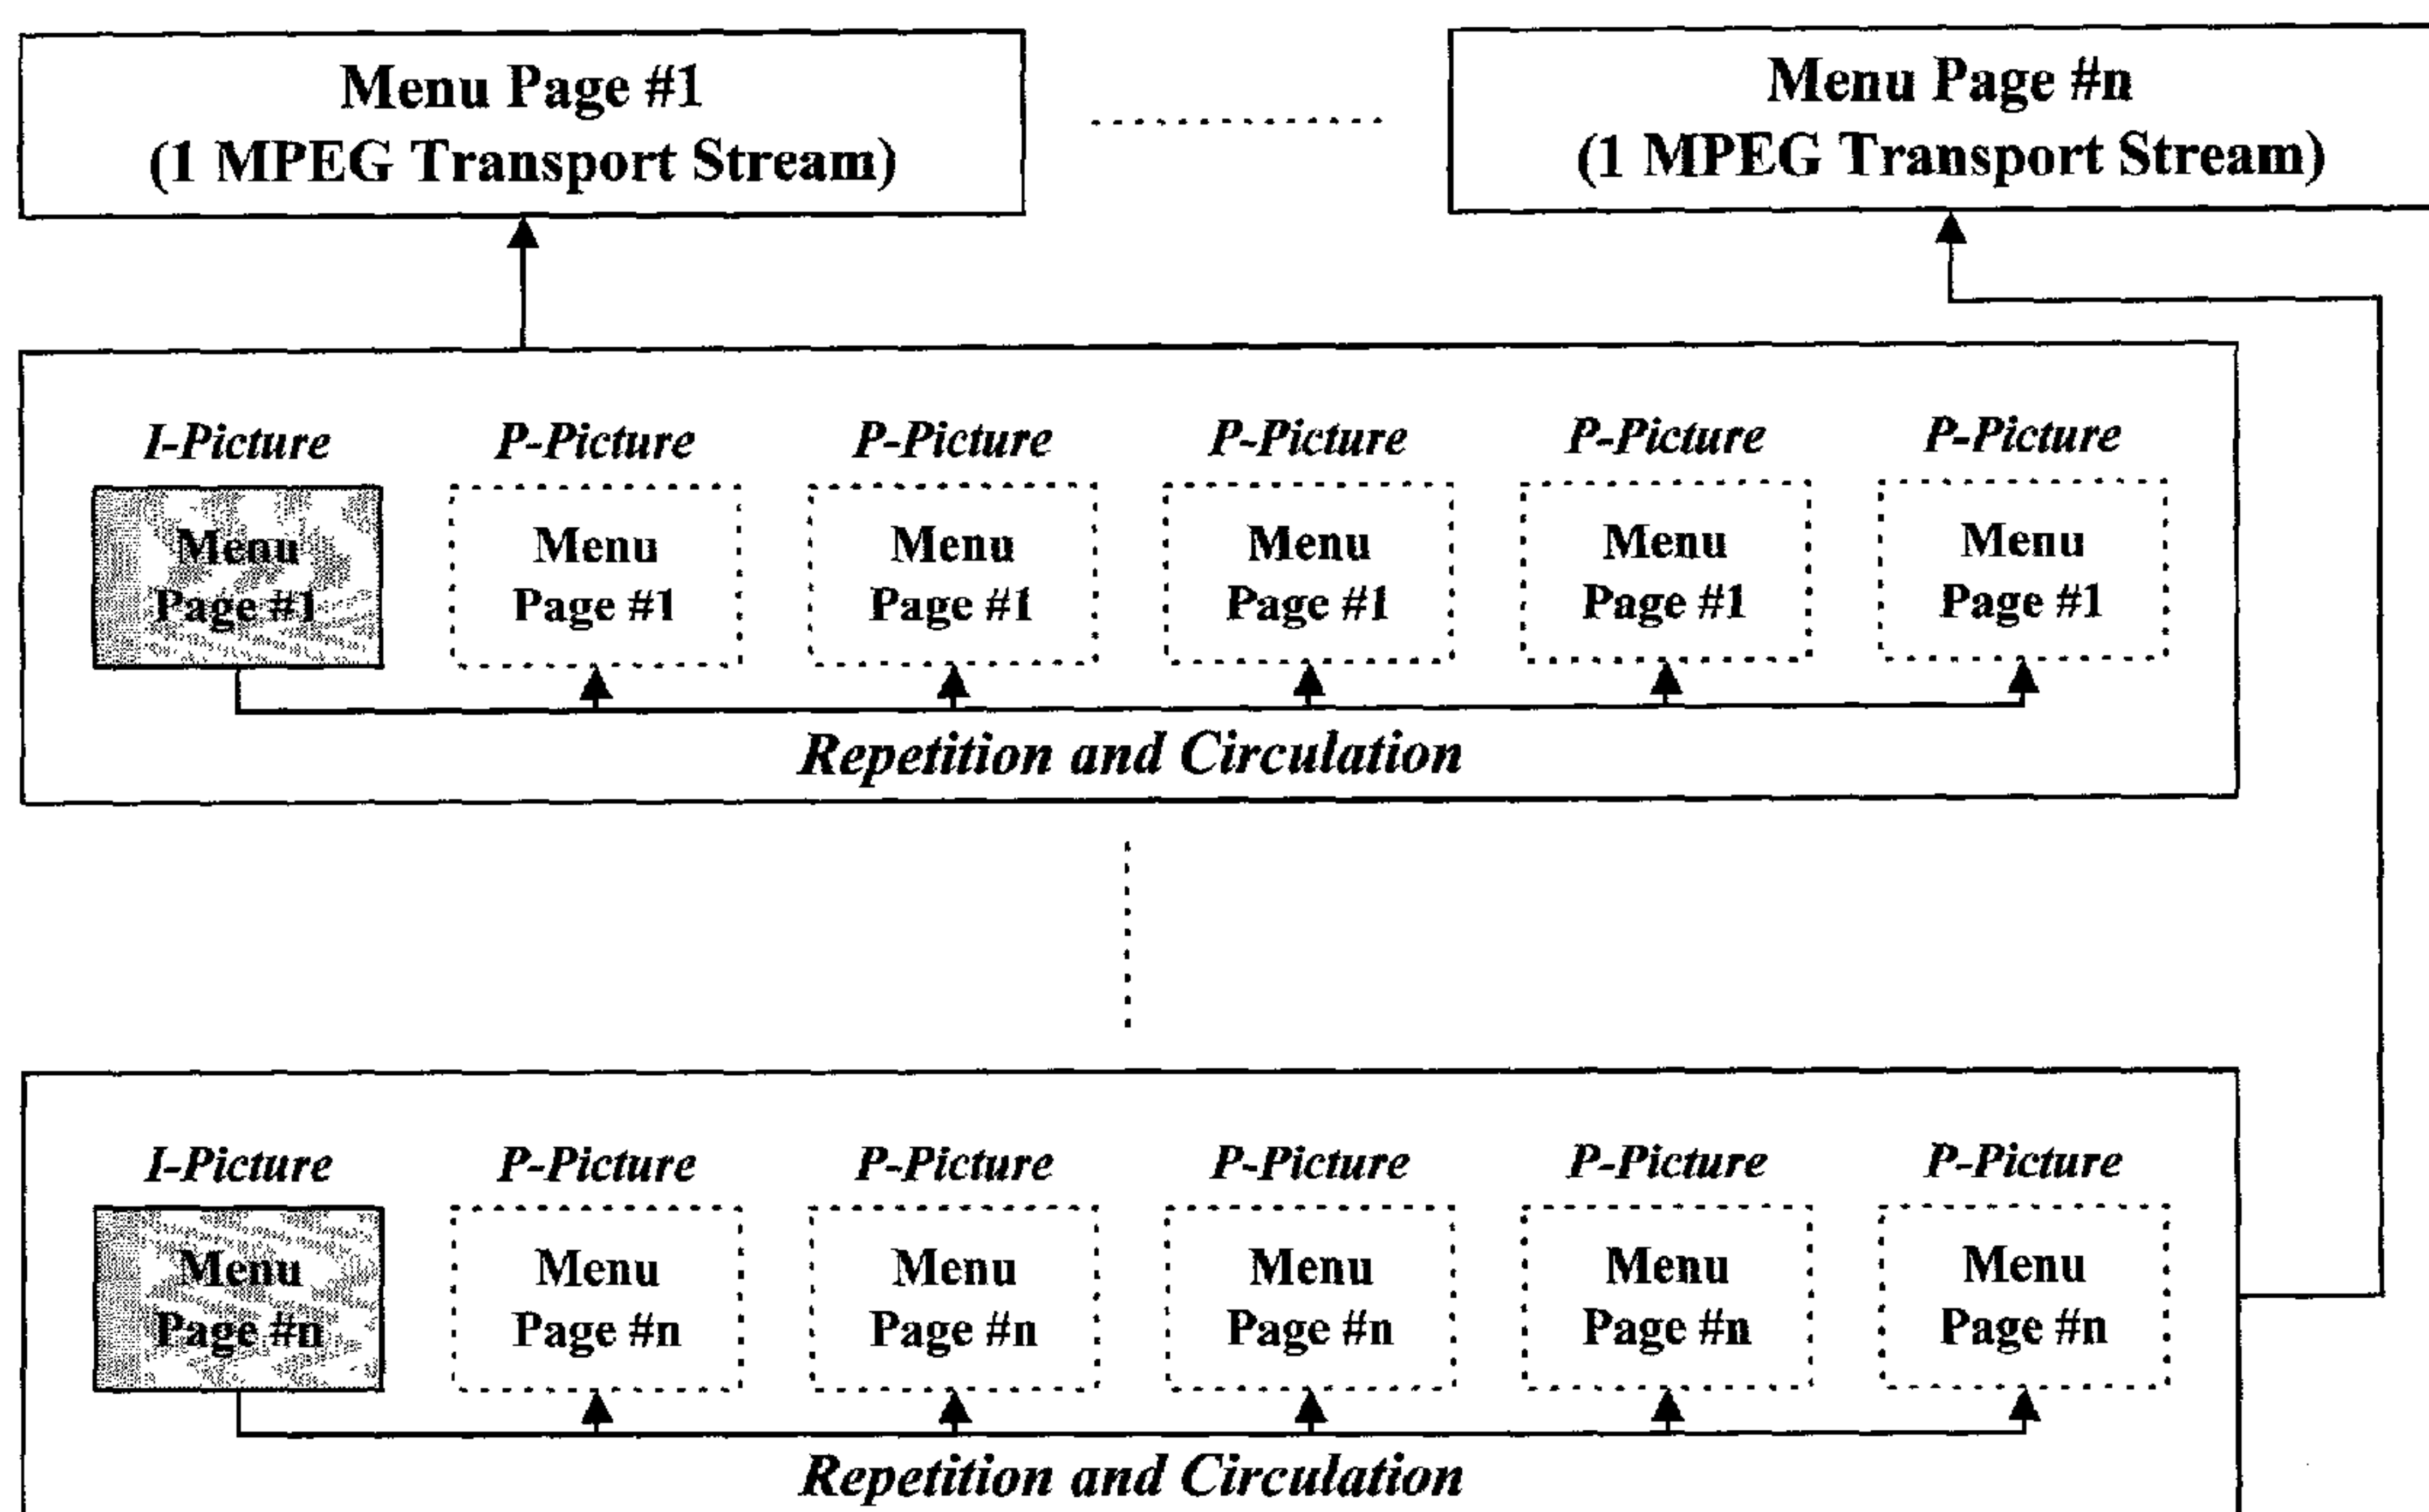 Menu Page #1
(1 MPEG Transport Stream)
Menu Page #n
(1 MPEG Transport Stream)
I-Picture
P-Picture
P-Picture
P-Picture
P-Picture
P-Picture
Menu
Page #1
Menu
Page #1
Menu
Page #1
Menu
Page #1
Menu
Page #1
Menu
Page #1
Repetition and Circulation
I-Picture
P-Picture
P-Picture
P-Picture
P-Picture
P-Picture
Menu
Page #n
Menu
Page #n
Menu
Page #n
Menu
Page #n
Menu
Page #n
Menu
Page #n
Repetition and Circulation